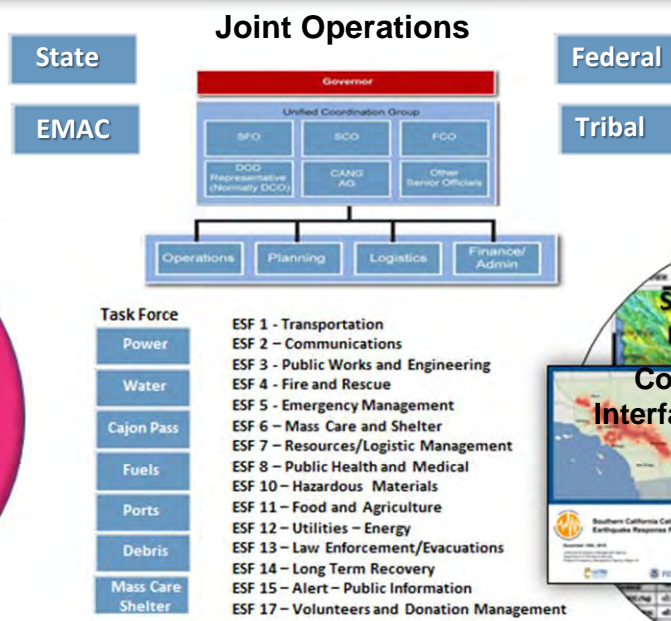 Joint Operations
State
EMAC
Federal
Tribal
Governor
Unified Coordination Group
SFO
SCO
FCO
DOD
Representative
(Normally DCO)
CANG
AG
Other
Senior Officials
Operations
Planning
Logistics
Finance/
Admin
Task Force
Power
Water
Cajon Pass
Fuels
Ports
Debris
Mass Care
Shelter
ESF 1 - Transportation
ESF 2 – Communications
ESF 3 - Public Works and Engineering
ESF 4 - Fire and Rescue
ESF 5 - Emergency Management
ESF 6 – Mass Care and Shelter
ESF 7 – Resources/Logistic Management
ESF 8 – Public Health and Medical
ESF 10 – Hazardous Materials
ESF 11 – Food and Agriculture
ESF 12 – Utilities – Energy
ESF 13 – Law Enforcement/Evacuations
ESF 14 – Long Term Recovery
ESF 15 – Alert – Public Information
ESF 17 – Volunteers and Donation Management
Co
Interfa
Southern California Cat
Earthquake Response